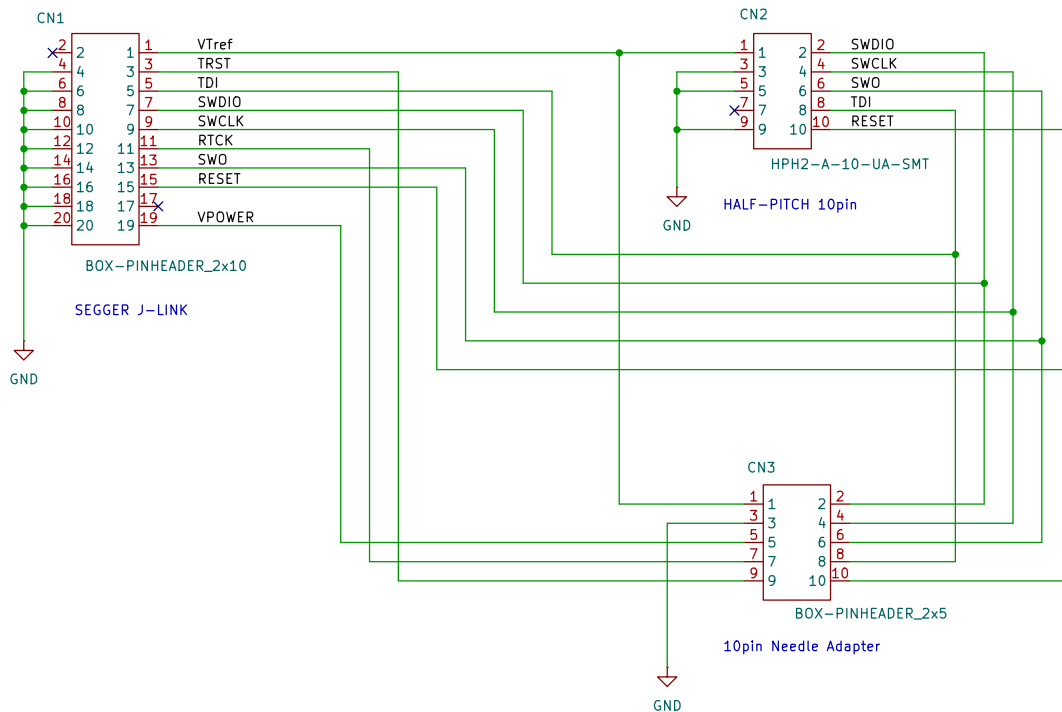 CN1
2 2 1 1 VTref
4 4 3 3 TRST
6 6 5 5 TDI
8 8 7 7 SWDIO
10 10 9 9 SWCLK
12 12 11 11 RTCK
14 14 13 13 SWO
16 16 15 15 RESET
18 18 17 17
20 20 19 19 VPOWER
BOX-PINHEADER_2x10
SEGGER J-LINK
GND
CN2
1 1 2 2 SWDIO
3 3 4 4 SWCLK
5 5 6 6 SWO
7 7 8 8 TDI
9 9 10 10 RESET
HPH2-A-10-UA-SMT
HALF-PITCH 10pin
GND
CN3
1 1 2 2
3 3 4 4
5 5 6 6
7 7 8 8
9 9 10 10
BOX-PINHEADER_2x5
10pin Needle Adapter
GND